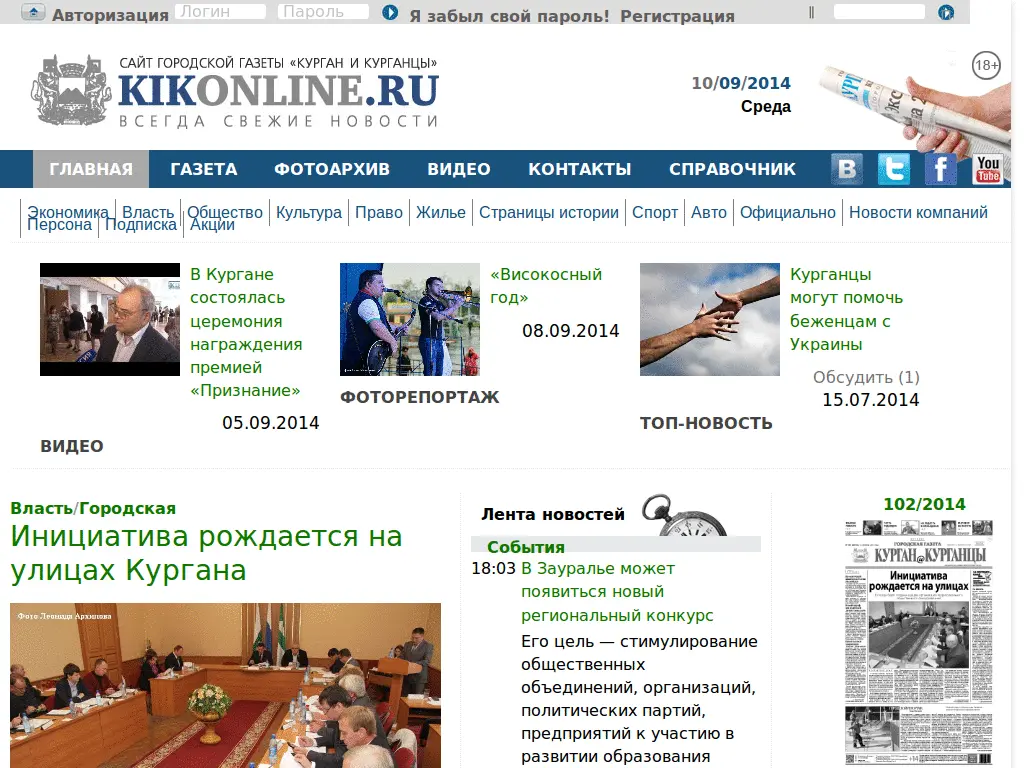 Авторизация Логин Пароль Я забыл свой пароль! Регистрация ||
САЙТ ГОРОДСКОЙ ГАЗЕТЫ «КУРГАН И КУРГАНЦЫ»
KIKONLINE.RU
ВСЕГДА СВЕЖИЕ НОВОСТИ
10/09/2014
Среда
18+
ГЛАВНАЯ ГАЗЕТА ФОТОАРХИВ ВИДЕО КОНТАКТЫ СПРАВОЧНИК
You Tube
Экономика Власть Общество Культура Право Жилье Страницы истории Спорт Авто Официально Новости компаний
Персона Подписка Акции
В Кургане
состоялась
церемония
награждения
премией
«Признание»
05.09.2014
ВИДЕО
«Високосный
год»
08.09.2014
ФОТОРЕПОРТАЖ
Курганцы
могут помочь
беженцам с
Украины
Обсудить (1)
15.07.2014
ТОП-НОВОСТЬ
Власть/Городская
Инициатива рождается на
улицах Кургана
Фото Леонида Архипова
Лента новостей
События
18:03 В Зауралье может
появиться новый
региональный конкурс
Его цель — стимулирование
общественных
объединений, организаций,
политических партий,
предприятий к участию в
развитии образования
102/2014
ГОРОДСКАЯ ГАЗЕТА
КУРГАН и КУРГАНЦЫ
Инициатива
рождается на улицах